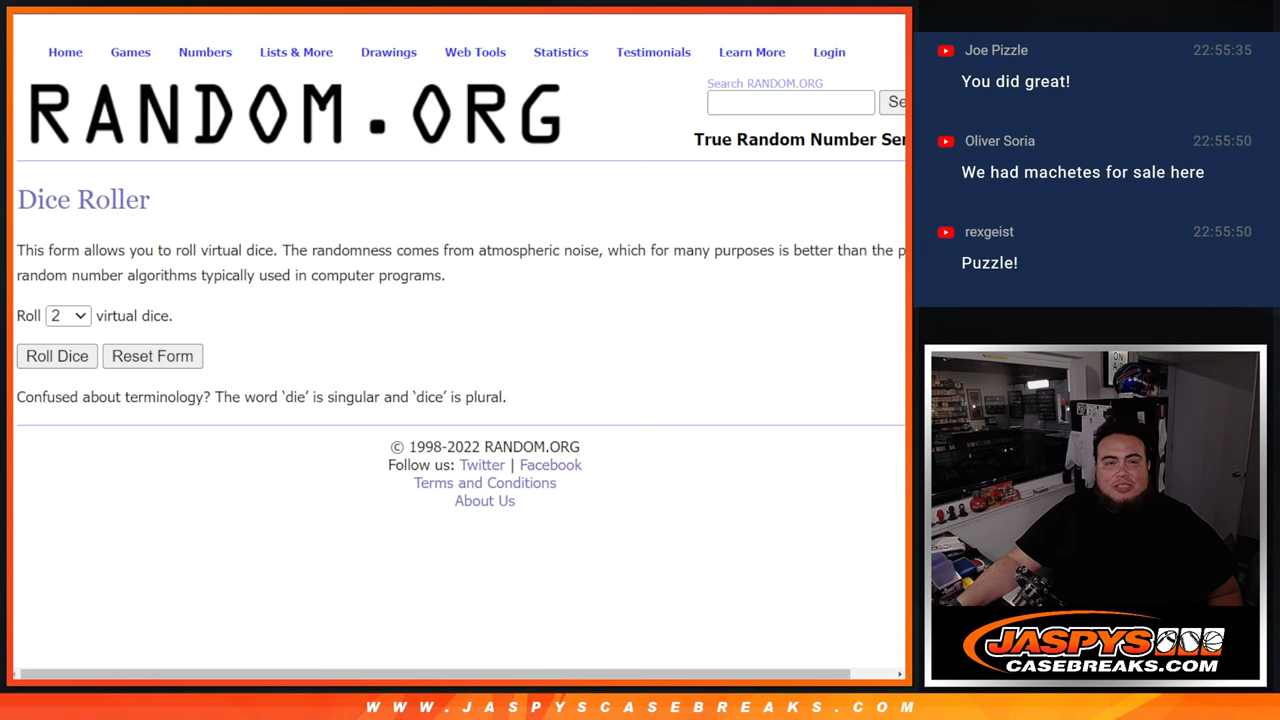 Home Games Numbers Lists & More Drawings Web Tools Statistics Testimonials Learn More Login
RANDOM.ORG
Search RANDOM.ORG
Se
True Random Number Ser
Dice Roller
This form allows you to roll virtual dice. The randomness comes from atmospheric noise, which for many purposes is better than the p
random number algorithms typically used in computer programs.
Roll 2 virtual dice.
Roll Dice Reset Form
Confused about terminology? The word ‘die’ is singular and ‘dice’ is plural.
© 1998-2022 RANDOM.ORG
Follow us: Twitter | Facebook
Terms and Conditions
About Us
Joe Pizzle 22:55:35
You did great!
Oliver Soria 22:55:50
We had machetes for sale here
rexgeist 22:55:50
Puzzle!
ON
JASPYS
CASEBREAKS.COM
WWW.JASPYSCASEBREAKS.COM